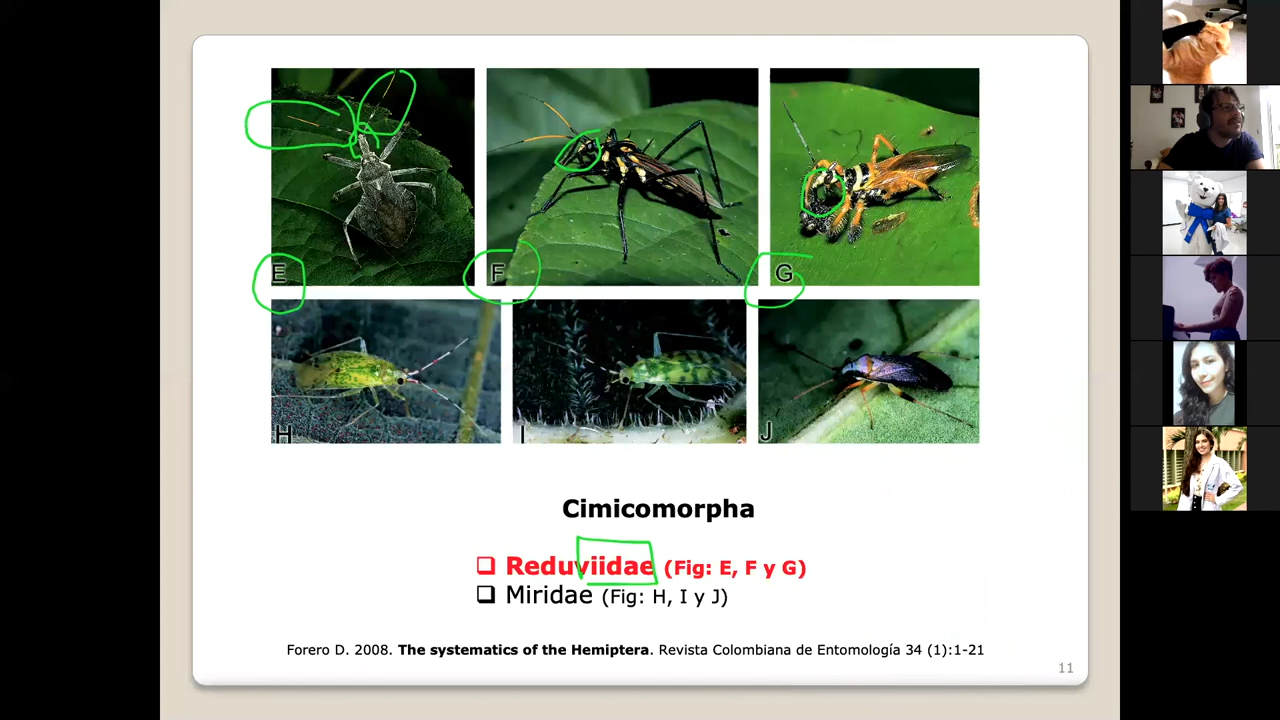 E
F
G
H
I
J
Cimicomorpha
❑ Reduviidae (Fig: E, F y G)
❑ Miridae (Fig: H, I y J)
Forero D. 2008. The systematics of the Hemiptera. Revista Colombiana de Entomología 34 (1):1-21
11